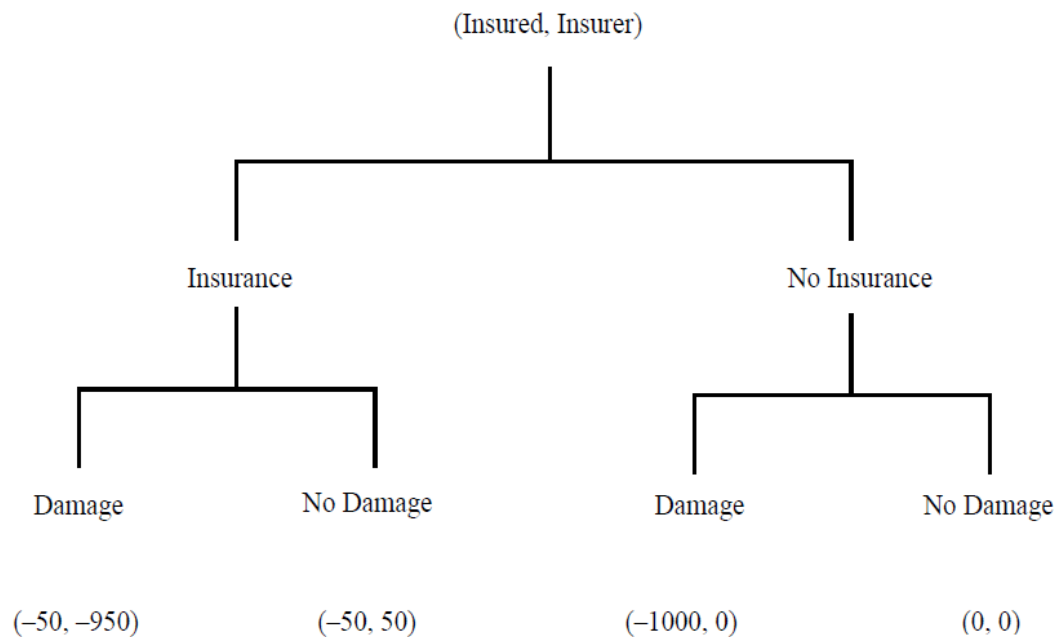 (Insured, Insurer)
Insurance
No Insurance
Damage
No Damage
Damage
No Damage
(–50, –950)
(–50, 50)
(–1000, 0)
(0, 0)